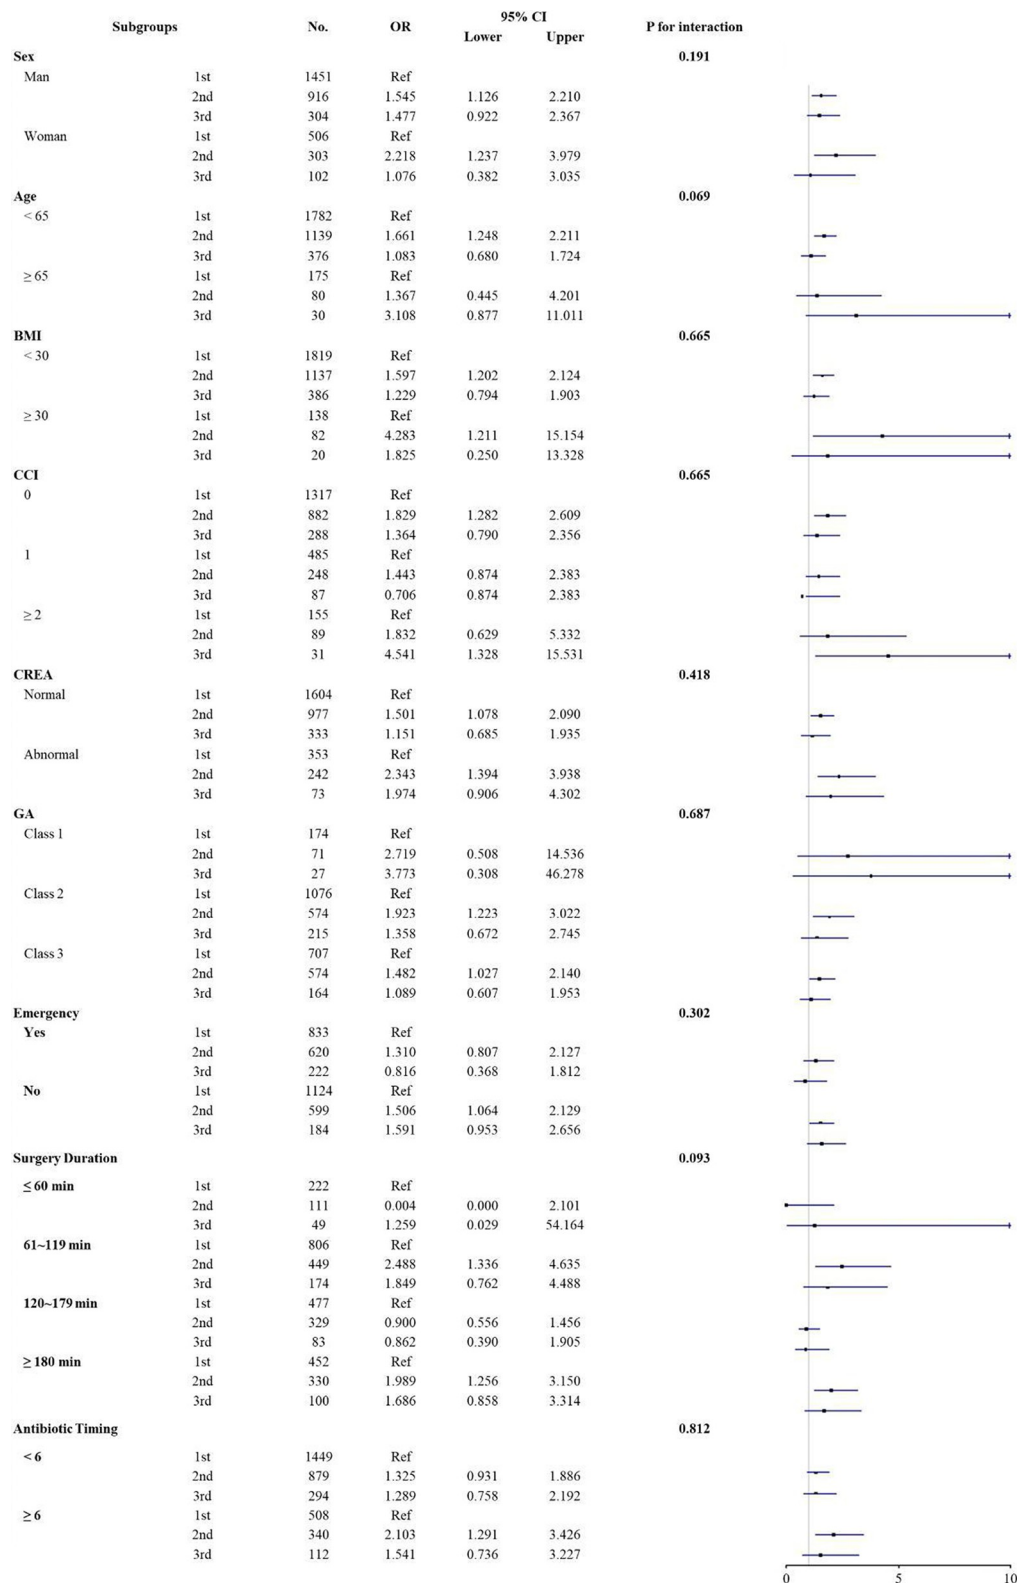 95% CI
Subgroups No. OR P for interaction
Lower Upper
Sex 0.191
Man 1st 1451 Ref
2nd 916 1.545 1.126 2.210
3rd 304 1.477 0.922 2.367
Woman 1st 506 Ref
2nd 303 2.218 1.237 3.979
3rd 102 1.076 0.382 3.035
Age 0.069
< 65 1st 1782 Ref
2nd 1139 1.661 1.248 2.211
3rd 376 1.083 0.680 1.724
≥ 65 1st 175 Ref
2nd 80 1.367 0.445 4.201
3rd 30 3.108 0.877 11.011
BMI 0.665
< 30 1st 1819 Ref
2nd 1137 1.597 1.202 2.124
3rd 386 1.229 0.794 1.903
≥ 30 1st 138 Ref
2nd 82 4.283 1.211 15.154
3rd 20 1.825 0.250 13.328
CCI 0.665
0 1st 1317 Ref
2nd 882 1.829 1.282 2.609
3rd 288 1.364 0.790 2.356
1 1st 485 Ref
2nd 248 1.443 0.874 2.383
3rd 87 0.706 0.874 2.383
≥ 2 1st 155 Ref
2nd 89 1.832 0.629 5.332
3rd 31 4.541 1.328 15.531
CREA 0.418
Normal 1st 1604 Ref
2nd 977 1.501 1.078 2.090
3rd 333 1.151 0.685 1.935
Abnormal 1st 353 Ref
2nd 242 2.343 1.394 3.938
3rd 73 1.974 0.906 4.302
GA 0.687
Class 1 1st 174 Ref
2nd 71 2.719 0.508 14.536
3rd 27 3.773 0.308 46.278
Class 2 1st 1076 Ref
2nd 574 1.923 1.223 3.022
3rd 215 1.358 0.672 2.745
Class 3 1st 707 Ref
2nd 574 1.482 1.027 2.140
3rd 164 1.089 0.607 1.953
Emergency 0.302
Yes 1st 833 Ref
2nd 620 1.310 0.807 2.127
3rd 222 0.816 0.368 1.812
No 1st 1124 Ref
2nd 599 1.506 1.064 2.129
3rd 184 1.591 0.953 2.656
Surgery Duration 0.093
≤ 60 min 1st 222 Ref
2nd 111 0.004 0.000 2.101
3rd 49 1.259 0.029 54.164
61~119 min 1st 806 Ref
2nd 449 2.488 1.336 4.635
3rd 174 1.849 0.762 4.488
120~179 min 1st 477 Ref
2nd 329 0.900 0.556 1.456
3rd 83 0.862 0.390 1.905
≥ 180 min 1st 452 Ref
2nd 330 1.989 1.256 3.150
3rd 100 1.686 0.858 3.314
Antibiotic Timing 0.812
< 6 1st 1449 Ref
2nd 879 1.325 0.931 1.886
3rd 294 1.289 0.758 2.192
≥ 6 1st 508 Ref
2nd 340 2.103 1.291 3.426
3rd 112 1.541 0.736 3.227
0 5 10